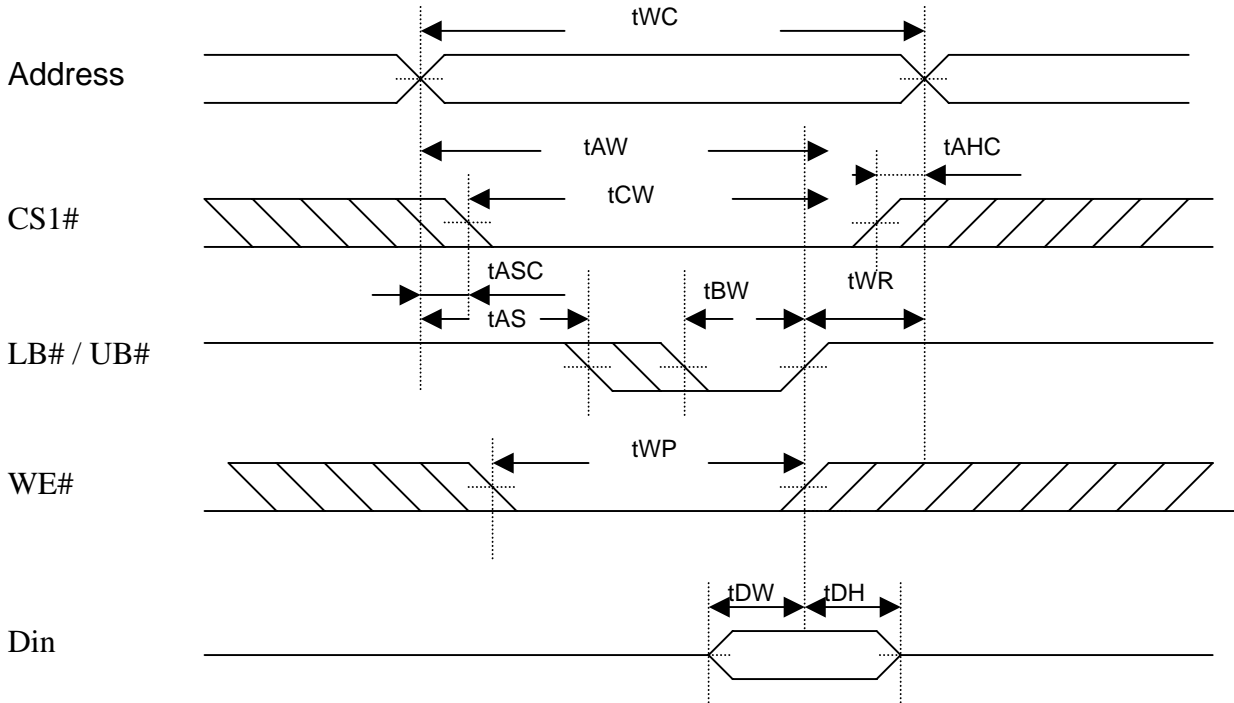 tWC
Address
tAW
tAHC
tCW
CS1#
tASC
tBW
tWR
tAS
LB# / UB#
tWP
WE#
tDW
tDH
Din